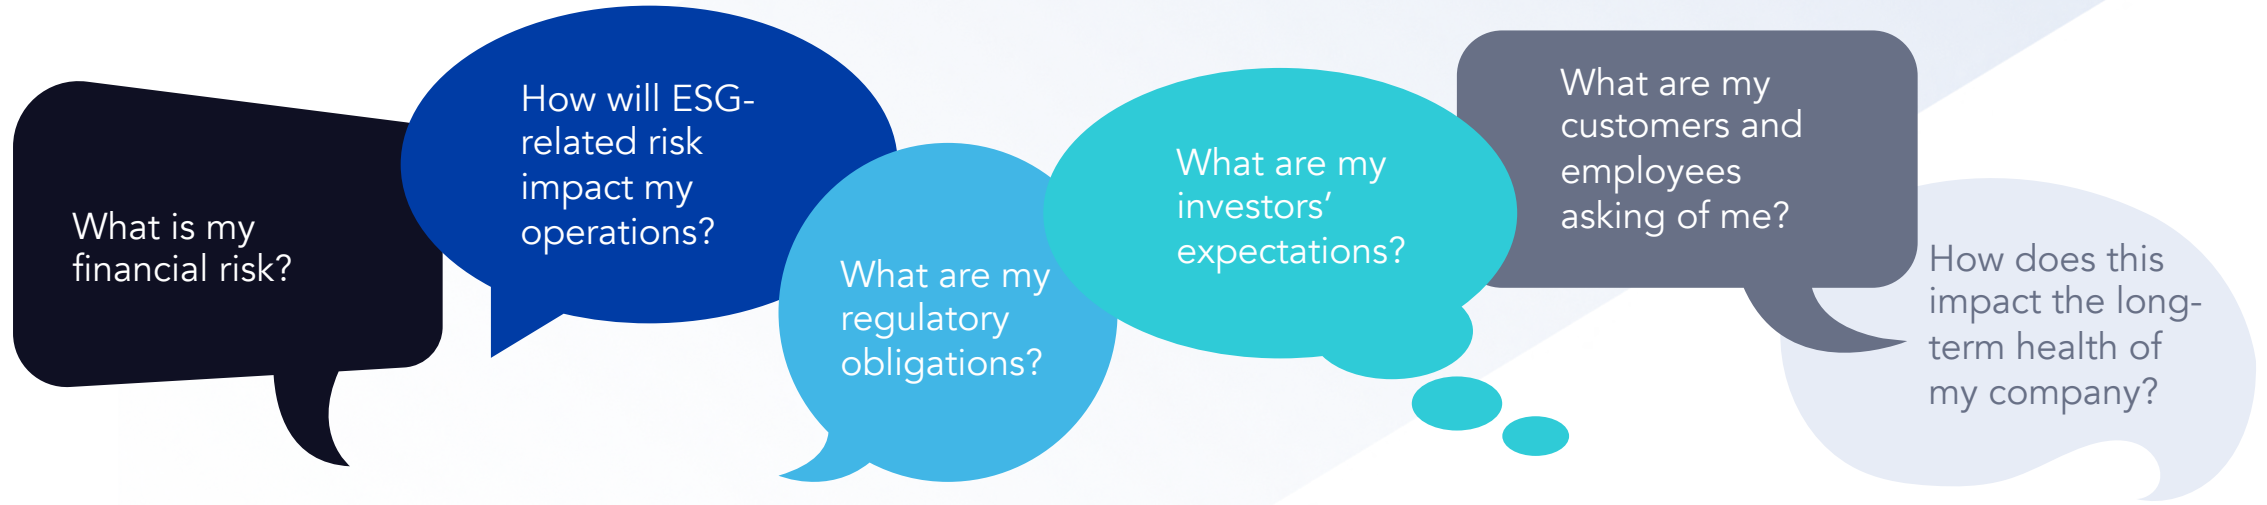 What is my
financial risk?
How will ESG-
related risk
impact my
operations?
What are my
regulatory
obligations?
What are my
investors’
expectations?
What are my
customers and
employees
asking of me?
How does this
impact the long-
term health of
my company?